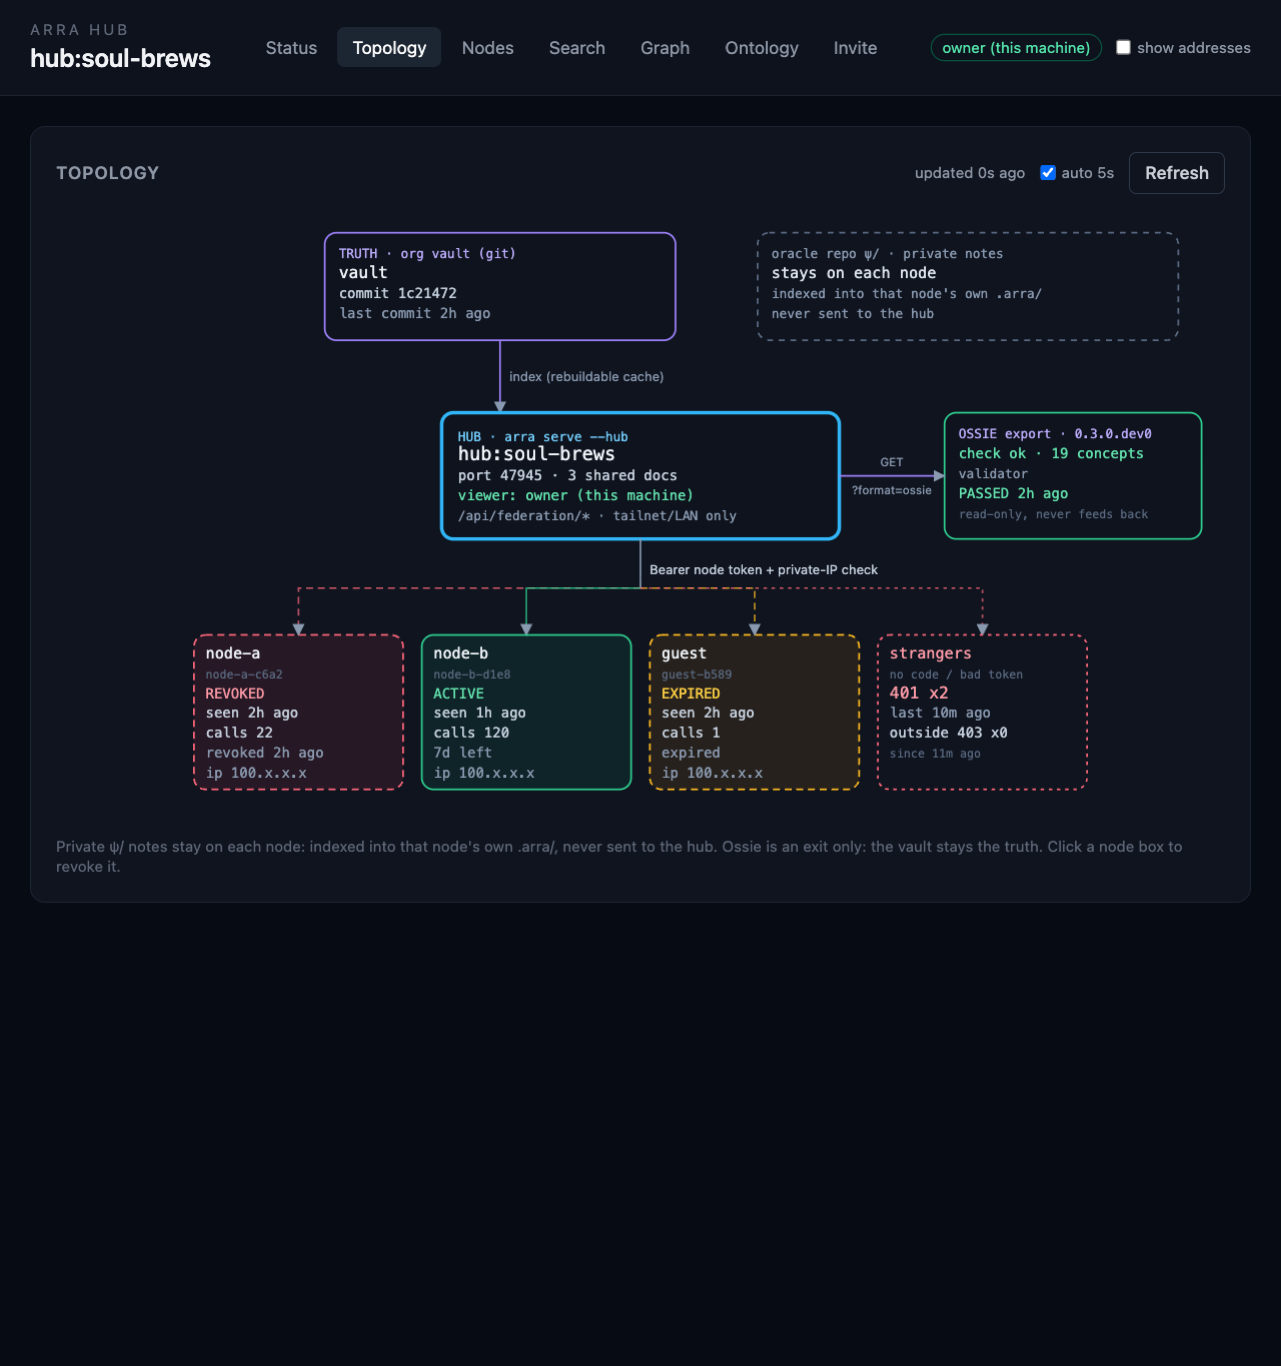 ARRA HUB
hub:soul-brews
Status
Topology
Nodes
Search
Graph
Ontology
Invite
owner (this machine)
show addresses
TOPOLOGY
updated 0s ago
auto 5s
Refresh
TRUTH · org vault (git)
vault
commit 1c21472
last commit 2h ago
oracle repo ψ/ · private notes
stays on each node
indexed into that node's own .arra/
never sent to the hub
index (rebuildable cache)
HUB · arra serve --hub
hub:soul-brews
port 47945 · 3 shared docs
viewer: owner (this machine)
/api/federation/* · tailnet/LAN only
GET
?format=ossie
OSSIE export · 0.3.0.dev0
check ok · 19 concepts
validator
PASSED 2h ago
read-only, never feeds back
Bearer node token + private-IP check
node-a
node-a-c6a2
REVOKED
seen 2h ago
calls 22
revoked 2h ago
ip 100.x.x.x
node-b
node-b-d1e8
ACTIVE
seen 1h ago
calls 120
7d left
ip 100.x.x.x
guest
guest-b589
EXPIRED
seen 2h ago
calls 1
expired
ip 100.x.x.x
strangers
no code / bad token
401 x2
last 10m ago
outside 403 x0
since 11m ago
Private ψ/ notes stay on each node: indexed into that node's own .arra/, never sent to the hub. Ossie is an exit only: the vault stays the truth. Click a node box to
revoke it.